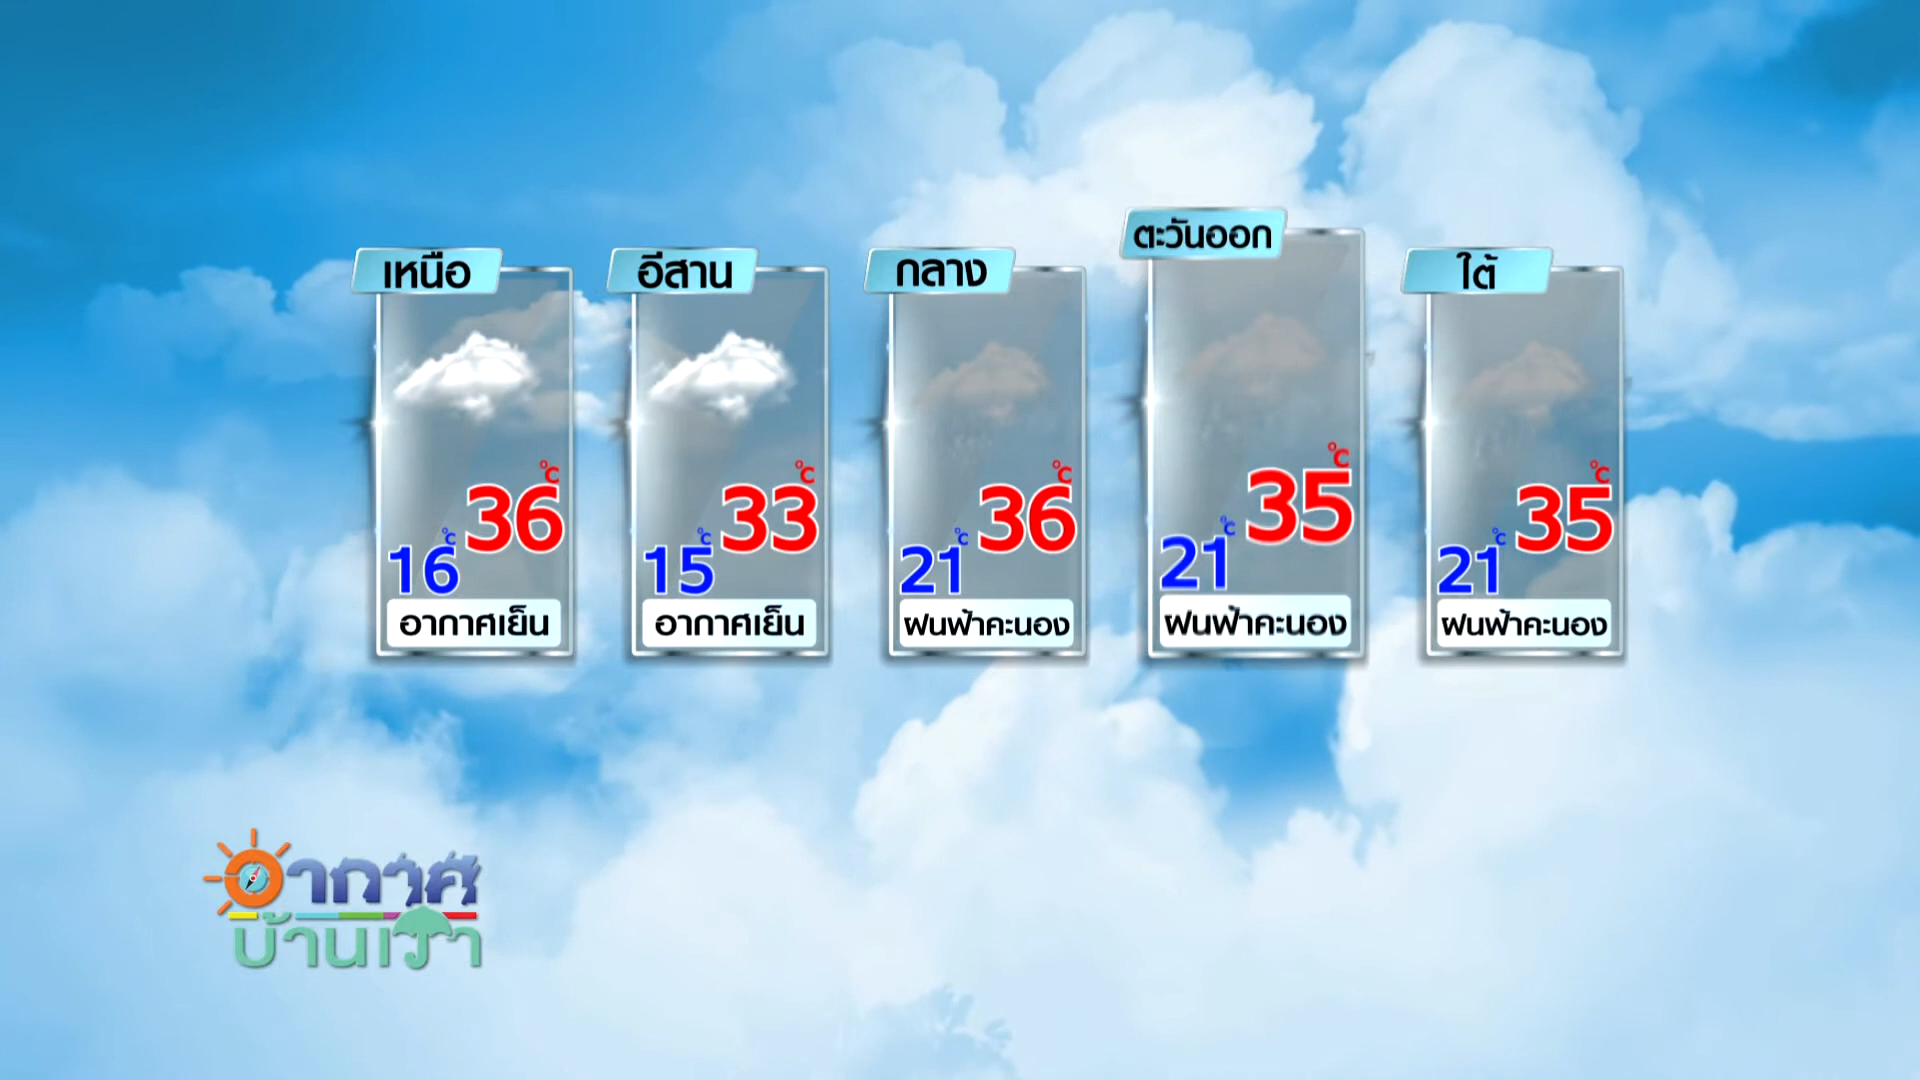 เหนือ
36°C
16°C
อากาศเย็น
อีสาน
33°C
15°C
อากาศเย็น
กลาง
36°C
21°C
ฝนฟ้าคะนอง
ตะวันออก
35°C
21°C
ฝนฟ้าคะนอง
ใต้
35°C
21°C
ฝนฟ้าคะนอง
อากาศ
บ้านเรา